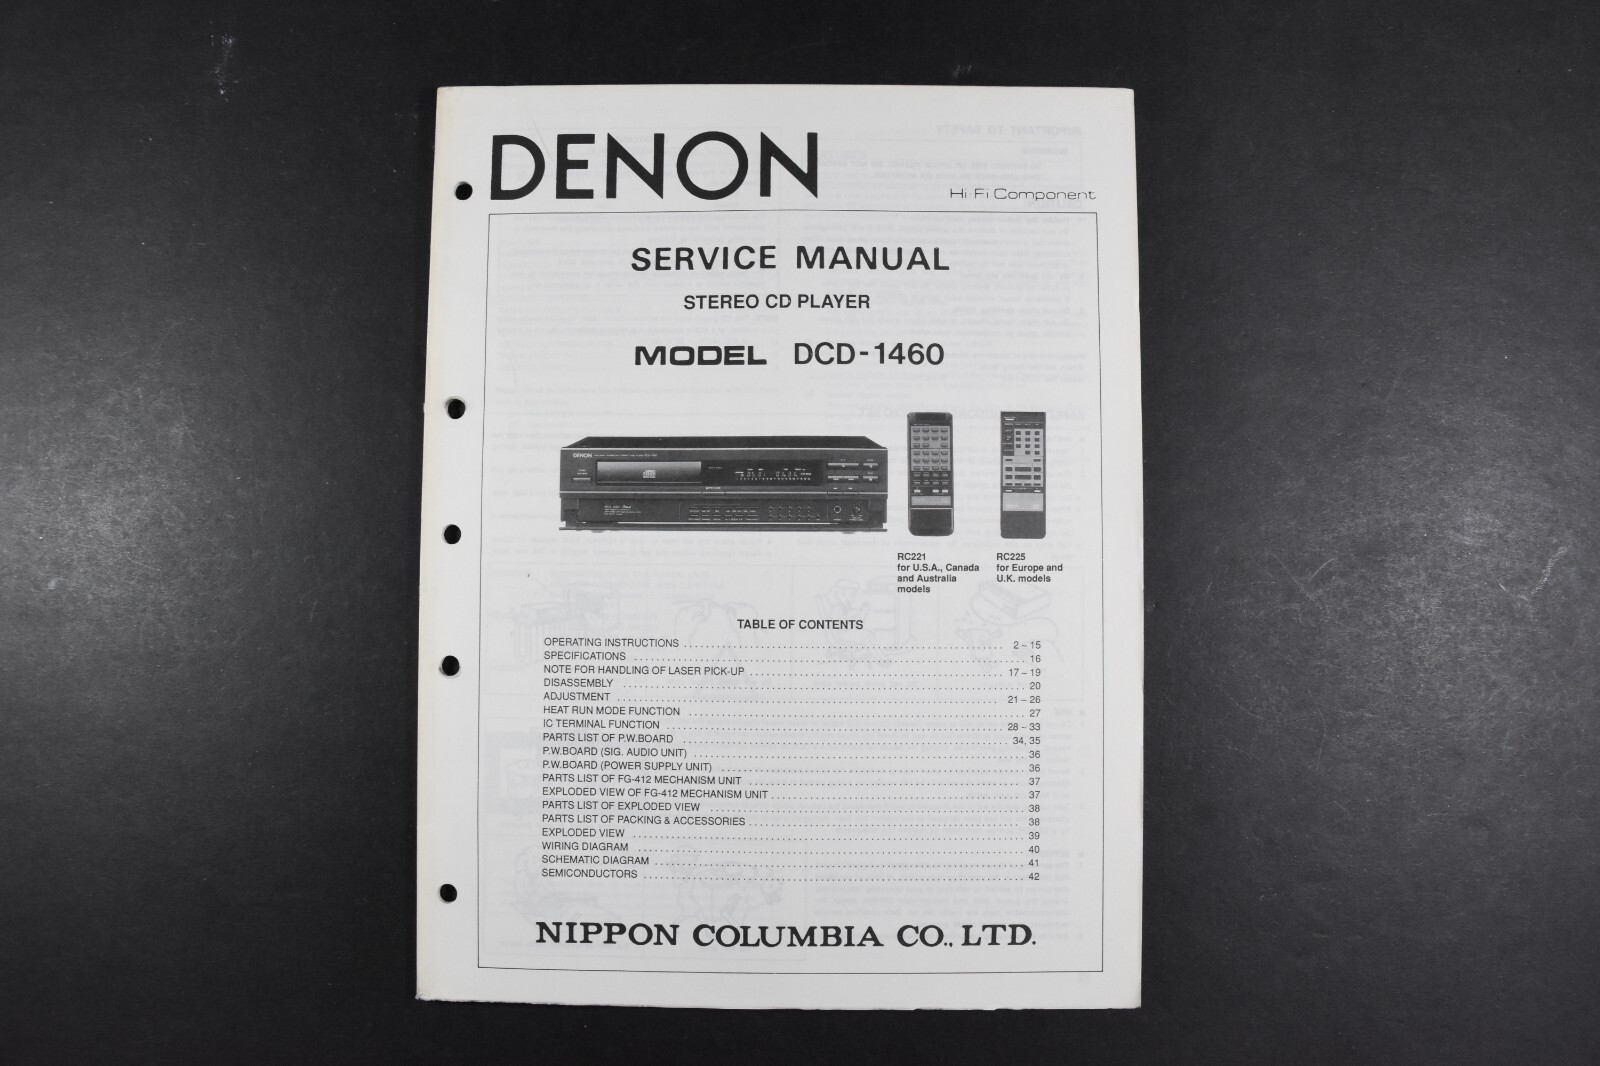 DENON
Hi-Fi Component
SERVICE MANUAL
STEREO CD PLAYER
MODEL DCD-1460
DENON
RC221
for U.S.A., Canada
and Australia
models
RC225
for Europe and
U.K. models
TABLE OF CONTENTS
OPERATING INSTRUCTIONS 2 ~ 15
SPECIFICATIONS 16
NOTE FOR HANDLING OF LASER PICK-UP 17 ~ 19
DISASSEMBLY 20
ADJUSTMENT 21 ~ 26
HEAT RUN MODE FUNCTION 27
IC TERMINAL FUNCTION 28 ~ 33
PARTS LIST OF P.W.BOARD 34, 35
P.W.BOARD (SIG. AUDIO UNIT) 36
P.W.BOARD (POWER SUPPLY UNIT) 36
PARTS LIST OF FG-412 MECHANISM UNIT 37
EXPLODED VIEW OF FG-412 MECHANISM UNIT 37
PARTS LIST OF EXPLODED VIEW 38
PARTS LIST OF PACKING & ACCESSORIES 38
EXPLODED VIEW 39
WIRING DIAGRAM 40
SCHEMATIC DIAGRAM 41
SEMICONDUCTORS 42
NIPPON COLUMBIA CO., LTD.